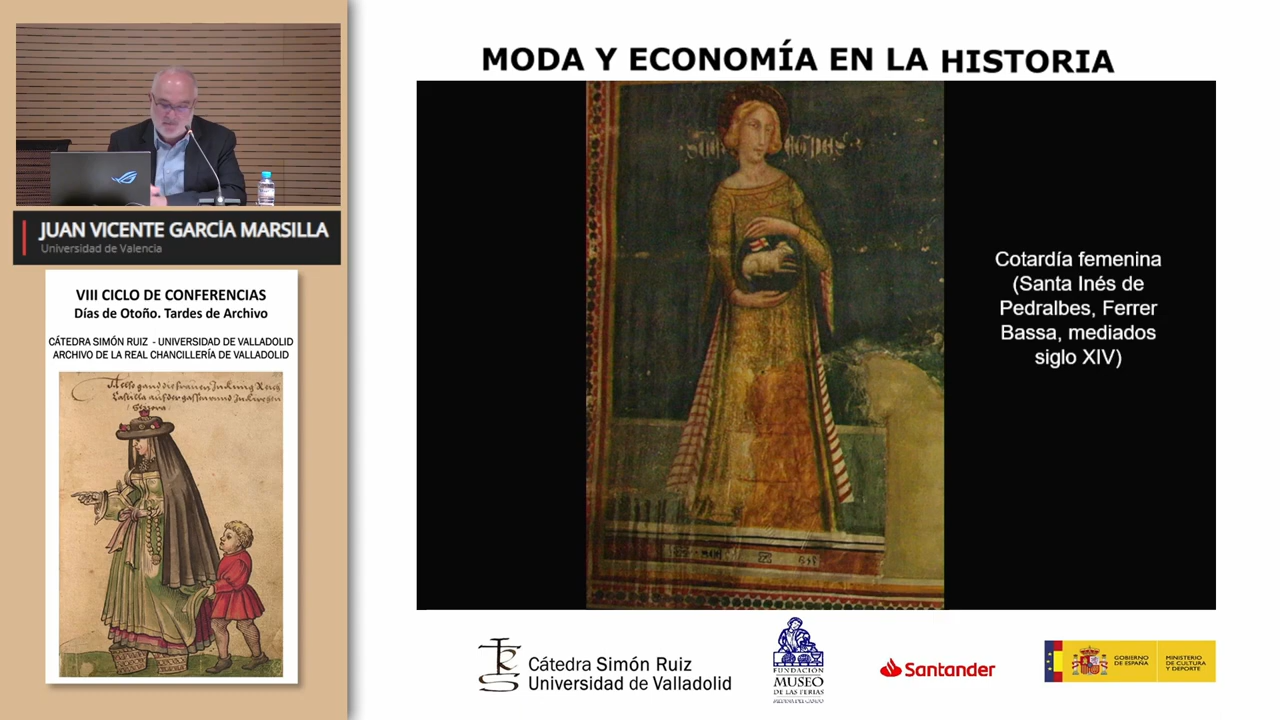 JUAN VICENTE GARCÍA MARSILLA
Universidad de Valencia
VIII CICLO DE CONFERENCIAS
Días de Otoño. Tardes de Archivo
CÁTEDRA SIMÓN RUIZ - UNIVERSIDAD DE VALLADOLID
ARCHIVO DE LA REAL CHANCILLERÍA DE VALLADOLID
MODA Y ECONOMÍA EN LA HISTORIA
Cotardía femenina
(Santa Inés de
Pedralbes, Ferrer
Bassa, mediados
siglo XIV)
Cátedra Simón Ruiz
Universidad de Valladolid
FUNDACIÓN
MUSEO
DE LAS FERIAS
MEDINA DEL CAMPO
Santander
GOBIERNO
DE ESPAÑA
MINISTERIO
DE CULTURA
Y DEPORTE